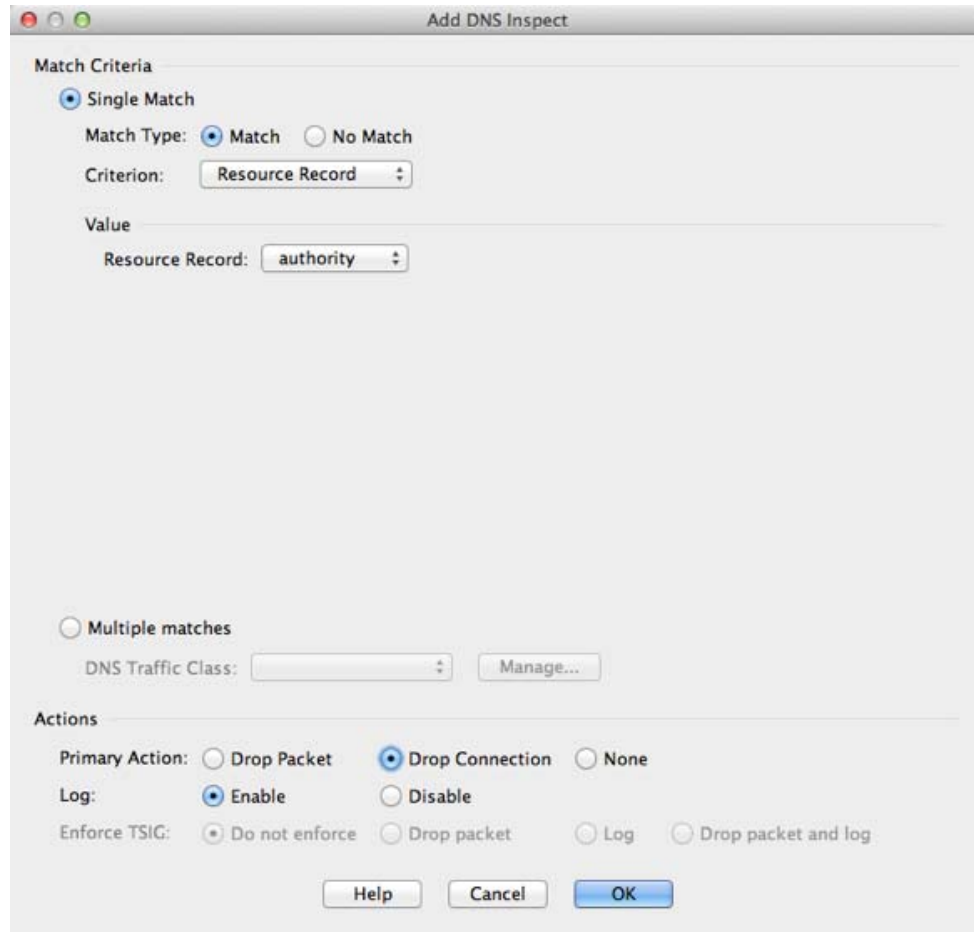 Add DNS Inspect
Match Criteria
Single Match
Match Type: Match No Match
Criterion: Resource Record
Value
Resource Record: authority
Multiple matches
DNS Traffic Class: Manage...
Actions
Primary Action: Drop Packet Drop Connection None
Log: Enable Disable
Enforce TSIG: Do not enforce Drop packet Log Drop packet and log
Help Cancel OK